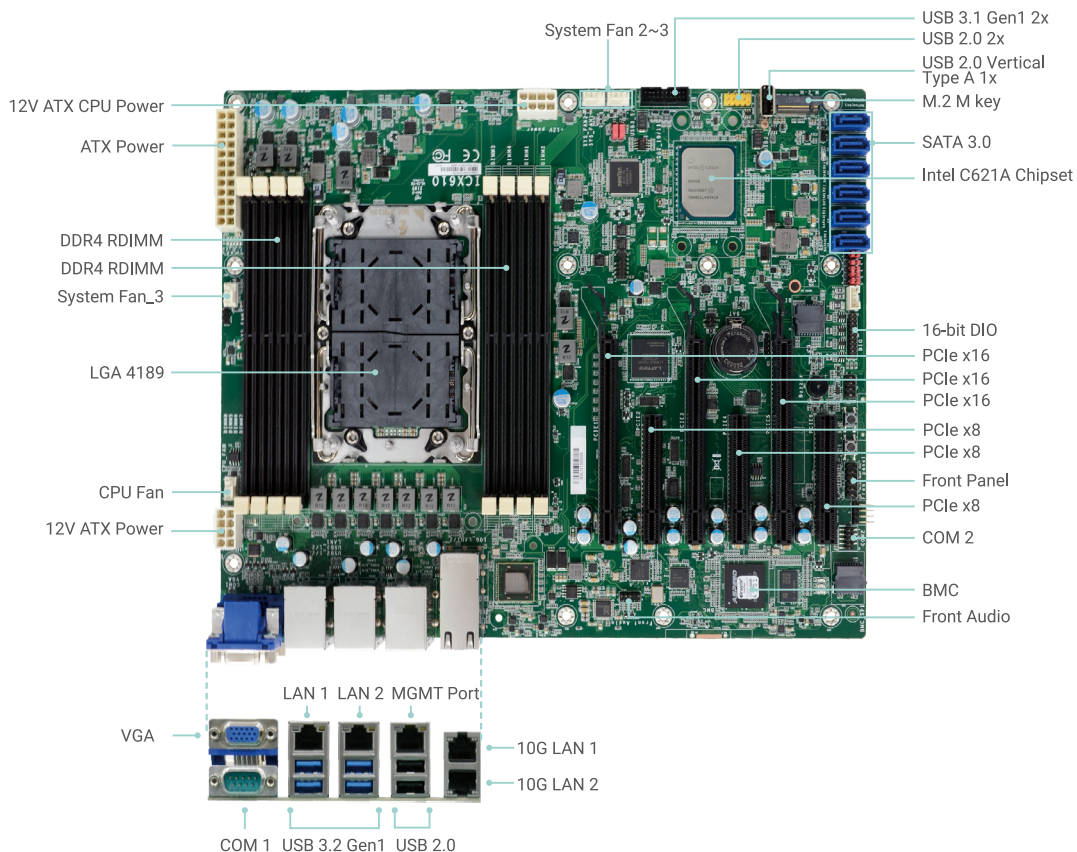 System Fan 2~3
USB 3.1 Gen1 2x
USB 2.0 2x
USB 2.0 Vertical
Type A 1x
M.2 M key
12V ATX CPU Power
ATX Power
SATA 3.0
Intel C621A Chipset
ICX610
DDR4 RDIMM
DDR4 RDIMM
System Fan_3
LGA 4189
16-bit DIO
PCIe x16
PCIe x16
PCIe x16
PCIe x8
PCIe x8
Front Panel
PCIe x8
CPU Fan
12V ATX Power
COM 2
BMC
Front Audio
LAN 1
LAN 2
MGMT Port
VGA
10G LAN 1
10G LAN 2
COM 1
USB 3.2 Gen1
USB 2.0